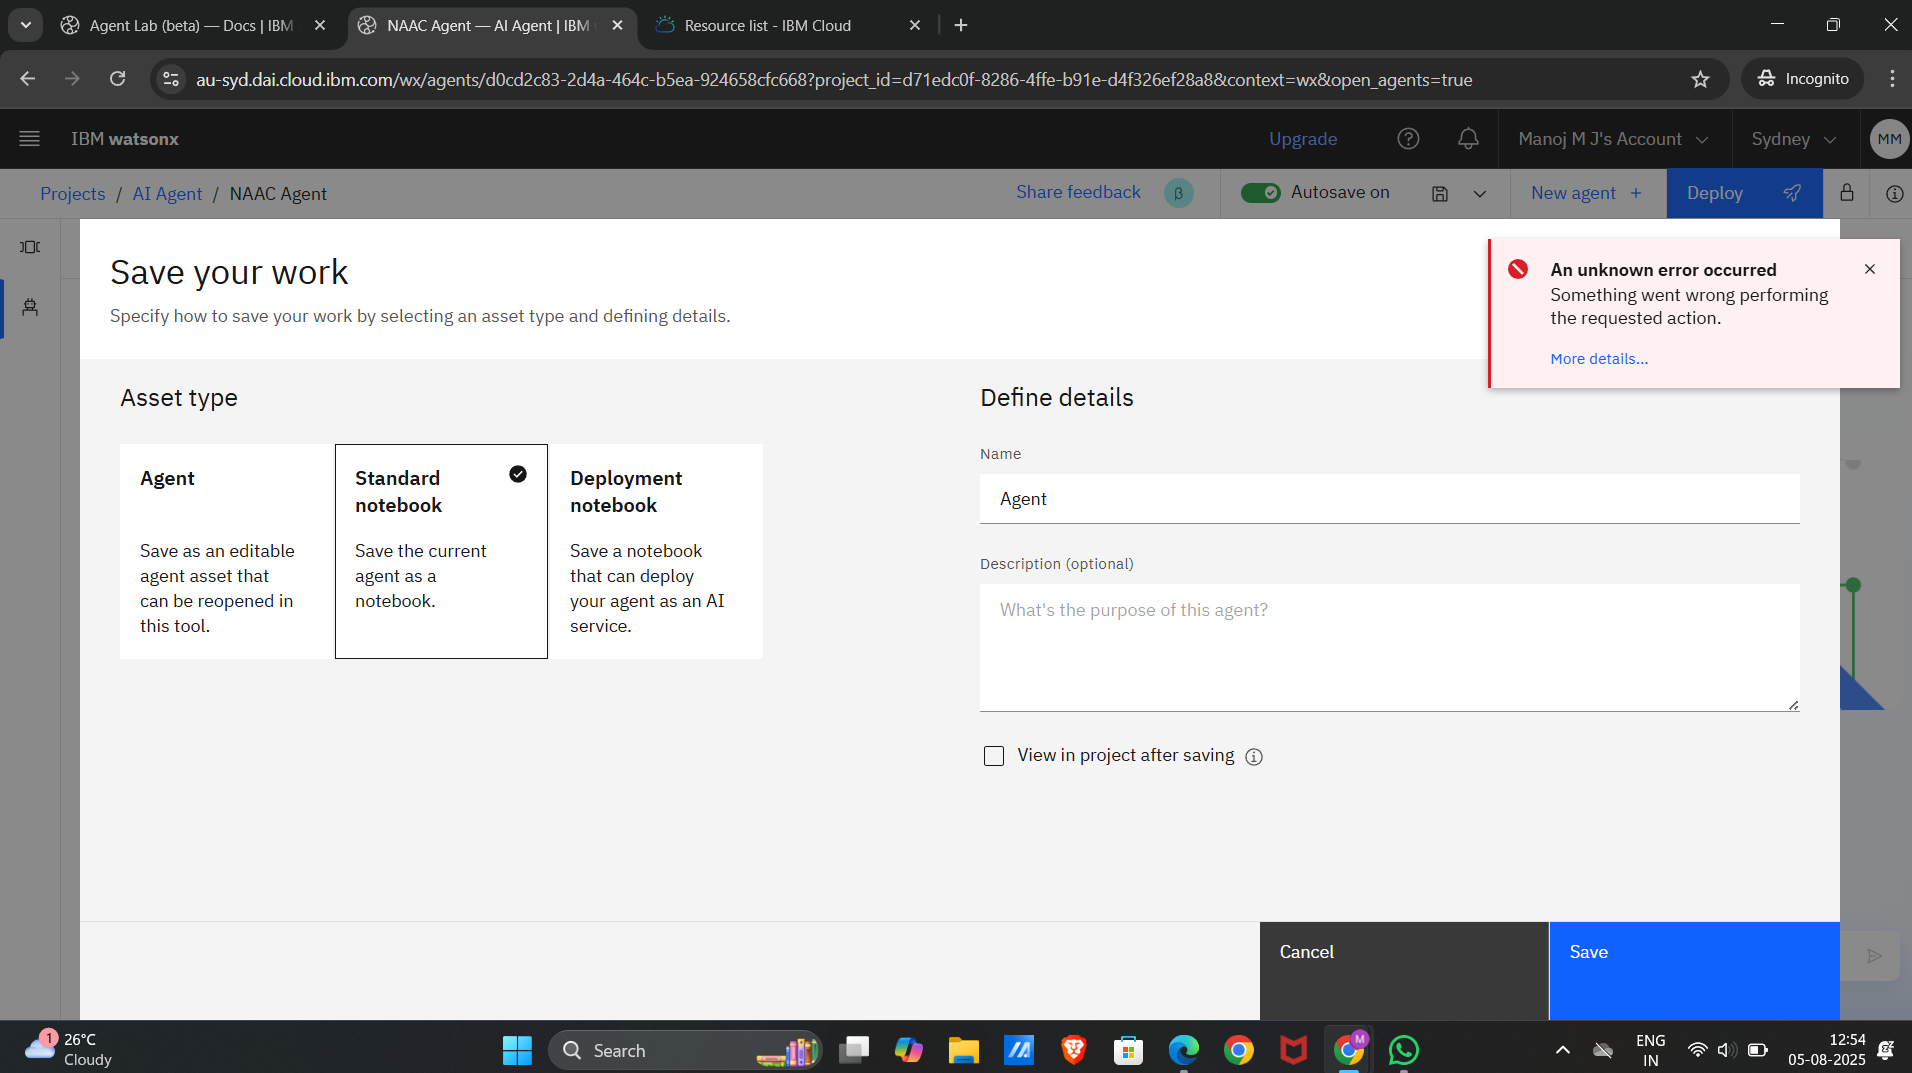 Agent Lab (beta) — Docs | IBM
NAAC Agent — AI Agent | IBM
Resource list - IBM Cloud
au-syd.dai.cloud.ibm.com/wx/agents/d0cd2c83-2d4a-464c-b5ea-924658cfc668?project_id=d71edc0f-8286-4ffe-b91e-d4f326ef28a8&context=wx&open_agents=true
Incognito
IBM watsonx
Upgrade
Manoj M J's Account
Sydney
MM
Projects / AI Agent / NAAC Agent
Share feedback
β
Autosave on
New agent +
Deploy
Save your work
Specify how to save your work by selecting an asset type and defining details.
An unknown error occurred
Something went wrong performing
the requested action.
More details...
Asset type
Agent
Save as an editable
agent asset that
can be reopened in
this tool.
Standard
notebook
Save the current
agent as a
notebook.
Deployment
notebook
Save a notebook
that can deploy
your agent as an AI
service.
Define details
Name
Agent
Description (optional)
What's the purpose of this agent?
View in project after saving
Cancel
Save
1
26°C
Cloudy
Search
M
ENG
IN
12:54
05-08-2025